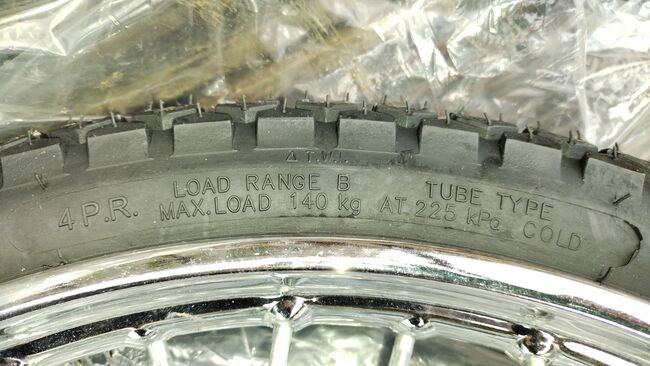 △ T.W.I.
LOAD RANGE B TUBE TYPE
4 P.R. MAX.LOAD 140 kg AT 225 kPa COLD